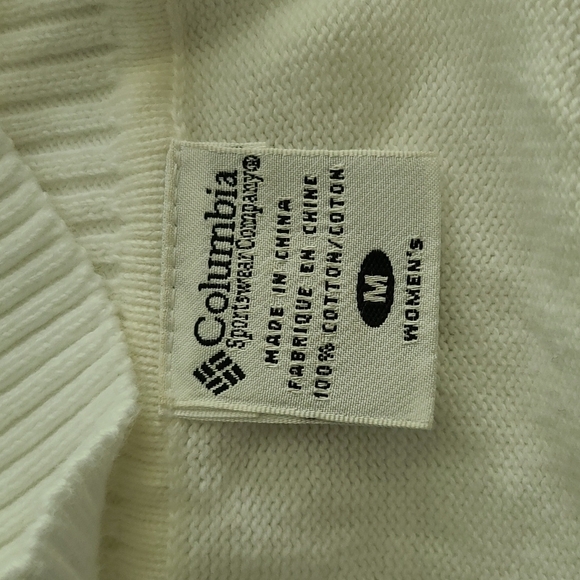 Columbia
Sportswear Company®
MADE IN CHINA
FABRIQUE EN CHINE
100% COTTON/COTON
M
WOMEN'S